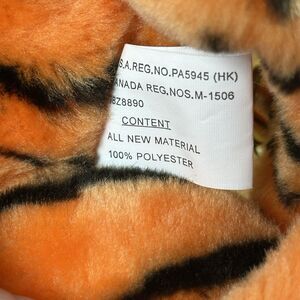 S.A.REG.NO.PA5945 (HK)
ANADA REG.NOS.M-1506
8Z8890
CONTENT
ALL NEW MATERIAL
100% POLYESTER